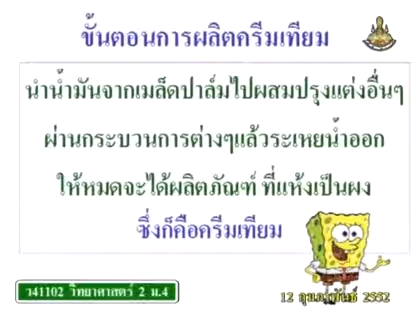 ขั้นตอนการผลิตครีมเทียม
นำน้ำมันจากเมล็ดปาล์มไปผสมปรุงแต่งอื่นๆ
ผ่านกระบวนการต่างๆแล้วระเหยน้ำออก
ให้หมดจะได้ผลิตภัณฑ์ ที่แห้งเป็นผง
ซึ่งก็คือครีมเทียม
ว41102 วิทยาศาสตร์ 2 ม.4
12 กุมภาพันธ์ 2552